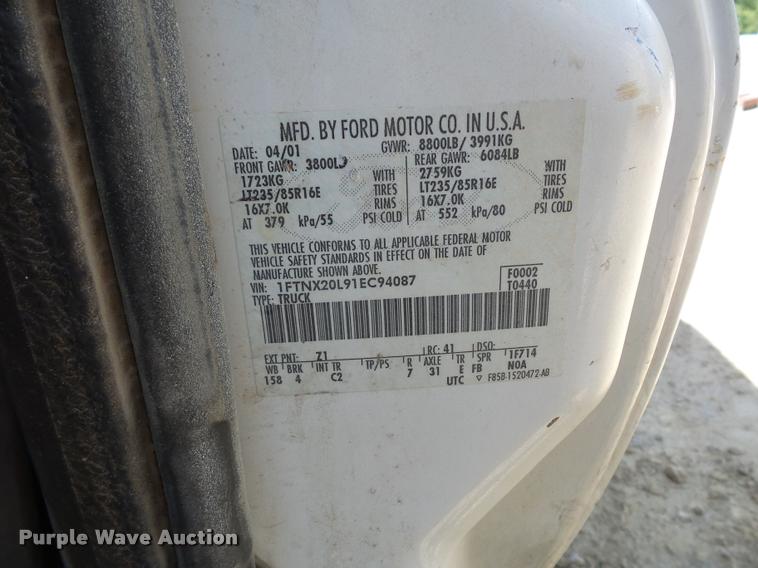 MFD. BY FORD MOTOR CO. IN U.S.A.
DATE: 04/01 GVWR: 8800LB/ 3991KG
FRONT GAWR: 3800LB REAR GAWR: 6084LB
1723KG WITH 2759KG WITH
LT235/85R16E TIRES LT235/85R16E TIRES
16X7.0K RIMS 16X7.0K RIMS
AT 379 kPa/55 PSI COLD AT 552 kPa/80 PSI COLD
THIS VEHICLE CONFORMS TO ALL APPLICABLE FEDERAL MOTOR
VEHICLE SAFETY STANDARDS IN EFFECT ON THE DATE OF
MANUFACTURE SHOWN ABOVE.
VIN: 1FTNX20L91EC94087 F0002
TYPE: TRUCK T0440
EXT PNT: Z1 RC: 41 DSO:
WB BRK INT TR TP/PS R AXLE TR SPR 1F714
158 4 C2 7 31 E FB N0A
UTC ▽ F85B-1520472-AB
Purple Wave Auction